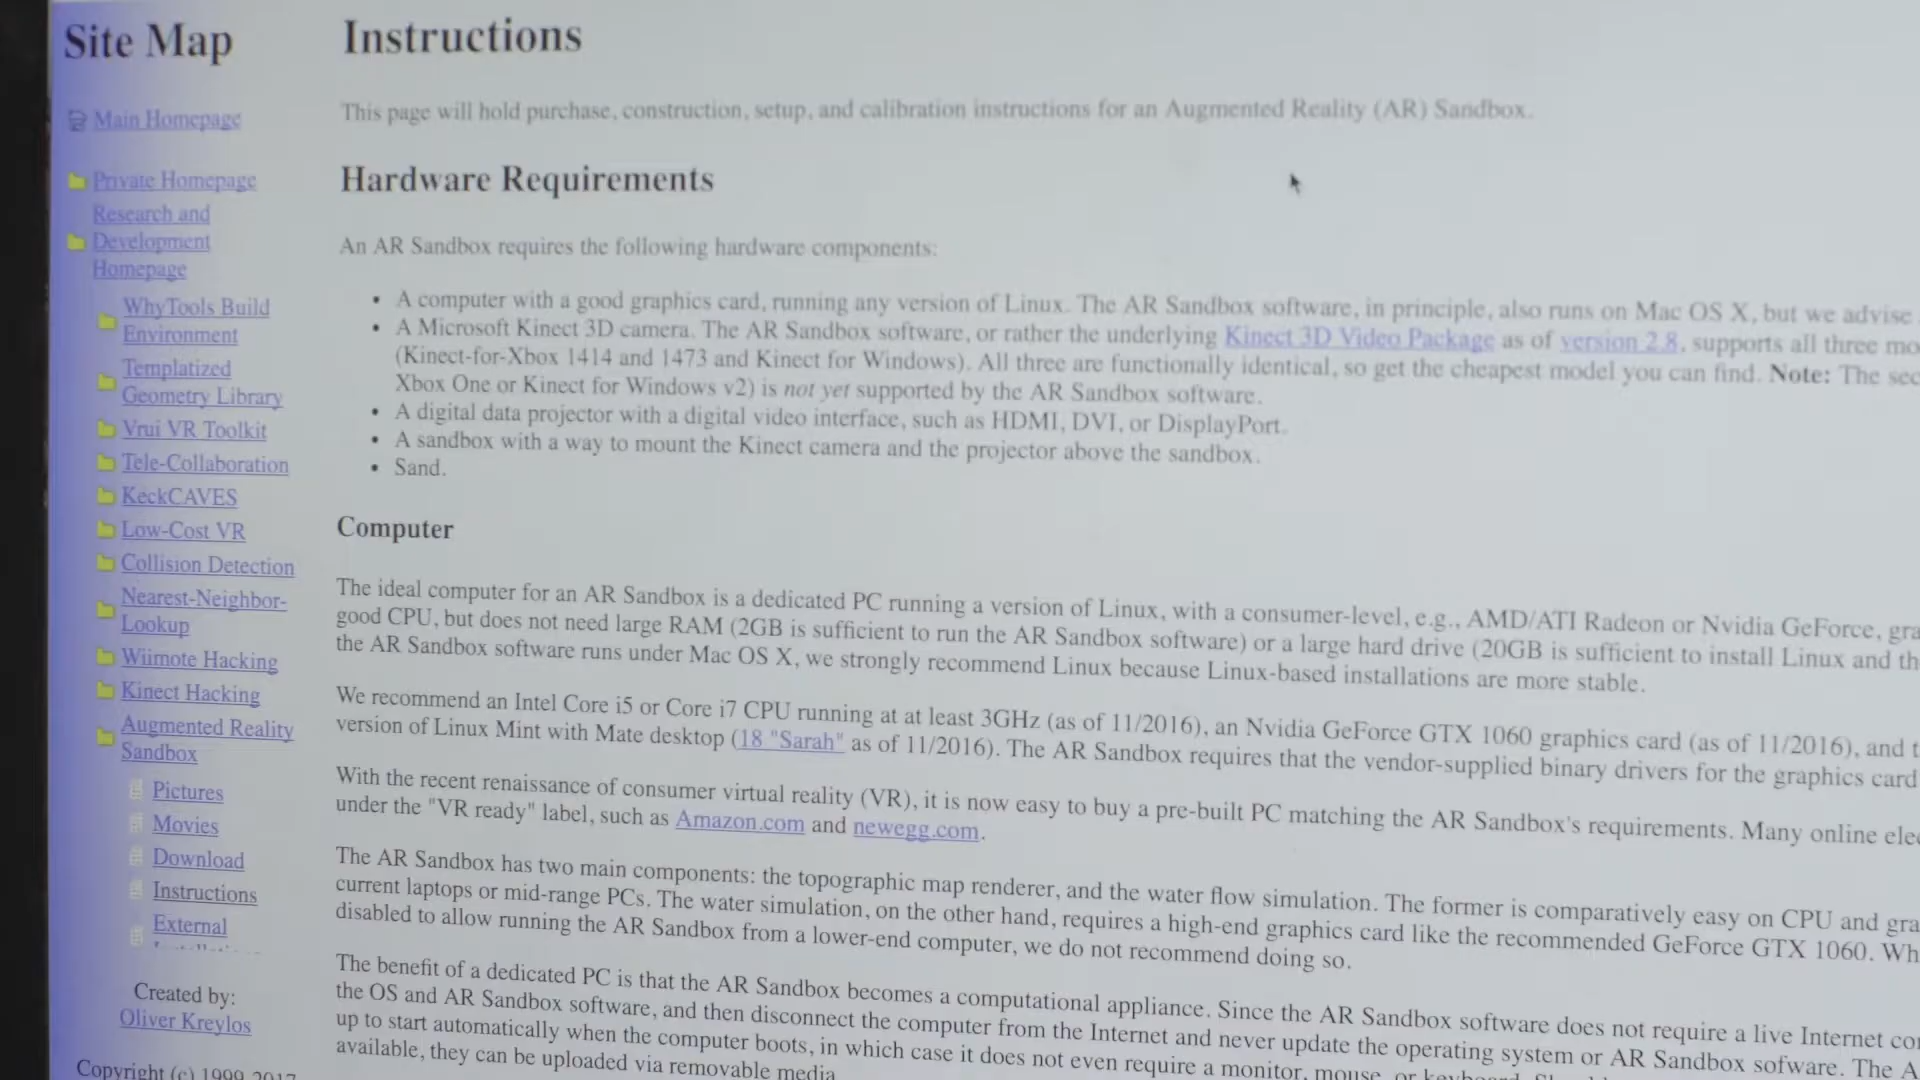 Site Map
Main Homepage
Private Homepage
Research and
Development
Homepage
WhyTools Build
Environment
Templatized
Geometry Library
Vrui VR Toolkit
Tele-Collaboration
KeckCAVES
Low-Cost VR
Collision Detection
Nearest-Neighbor-
Lookup
Wiimote Hacking
Kinect Hacking
Augmented Reality
Sandbox
Pictures
Movies
Download
Instructions
External
Created by:
Oliver Kreylos
Copyright (c) 1999-2017
Instructions
This page will hold purchase, construction, setup, and calibration instructions for an Augmented Reality (AR) Sandbox.
Hardware Requirements
An AR Sandbox requires the following hardware components:
• A computer with a good graphics card, running any version of Linux. The AR Sandbox software, in principle, also runs on Mac OS X, but we advise
• A Microsoft Kinect 3D camera. The AR Sandbox software, or rather the underlying Kinect 3D Video Package as of version 2.8, supports all three
(Kinect-for-Xbox 1414 and 1473 and Kinect for Windows). All three are functionally identical, so get the cheapest model you can find. Note: The
Xbox One or Kinect for Windows v2) is not yet supported by the AR Sandbox software.
• A digital data projector with a digital video interface, such as HDMI, DVI, or DisplayPort.
• A sandbox with a way to mount the Kinect camera and the projector above the sandbox.
• Sand.
Computer
The ideal computer for an AR Sandbox is a dedicated PC running a version of Linux, with a consumer-level, e.g., AMD/ATI Radeon or Nvidia GeForce,
good CPU, but does not need large RAM (2GB is sufficient to run the AR Sandbox software) or a large hard drive (20GB is sufficient to install Linux and
the AR Sandbox software runs under Mac OS X, we strongly recommend Linux because Linux-based installations are more stable.
We recommend an Intel Core i5 or Core i7 CPU running at at least 3GHz (as of 11/2016), an Nvidia GeForce GTX 1060 graphics card (as of 11/2016), and
version of Linux Mint with Mate desktop (18 "Sarah" as of 11/2016). The AR Sandbox requires that the vendor-supplied binary drivers for the graphics card
With the recent renaissance of consumer virtual reality (VR), it is now easy to buy a pre-built PC matching the AR Sandbox's requirements. Many online
under the "VR ready" label, such as Amazon.com and newegg.com.
The AR Sandbox has two main components: the topographic map renderer, and the water flow simulation. The former is comparatively easy on CPU and
current laptops or mid-range PCs. The water simulation, on the other hand, requires a high-end graphics card like the recommended GeForce GTX 1060.
disabled to allow running the AR Sandbox from a lower-end computer, we do not recommend doing so.
The benefit of a dedicated PC is that the AR Sandbox becomes a computational appliance. Since the AR Sandbox software does not require a live Internet
the OS and AR Sandbox software, and then disconnect the computer from the Internet and never update the operating system or AR Sandbox sofware. The
up to start automatically when the computer boots, in which case it does not even require a monitor, mouse, or keyboard.
available, they can be uploaded via removable media